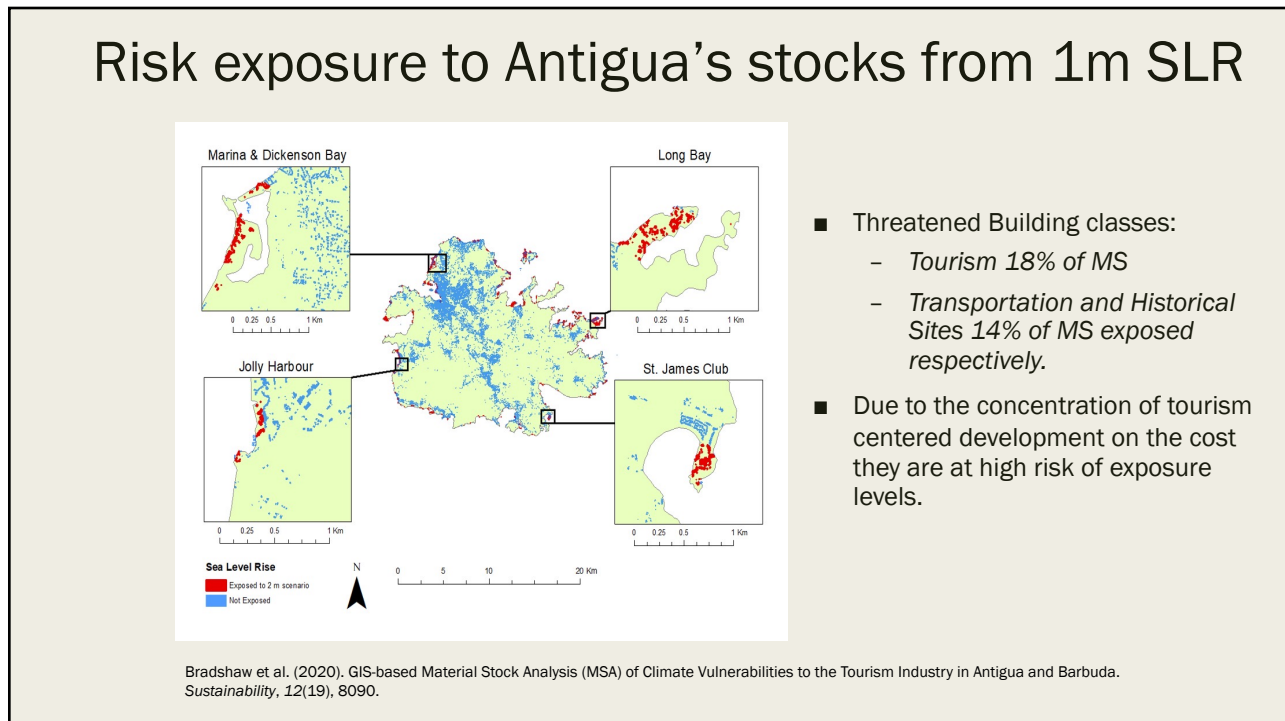 Risk exposure to Antigua's stocks from 1m SLR
Marina & Dickenson Bay
0 0.25 0.5 1 Km
Long Bay
0 0.25 0.5 1 Km
Jolly Harbour
0 0.25 0.5 1 Km
St. James Club
0 0.25 0.5 1 Km
Sea Level Rise
Exposed to 2 m scenario
Not Exposed
N
0 5 10 20 Km
■ Threatened Building classes:
– Tourism 18% of MS
– Transportation and Historical
Sites 14% of MS exposed
respectively.
■ Due to the concentration of tourism
centered development on the cost
they are at high risk of exposure
levels.
Bradshaw et al. (2020). GIS-based Material Stock Analysis (MSA) of Climate Vulnerabilities to the Tourism Industry in Antigua and Barbuda.
Sustainability, 12(19), 8090.